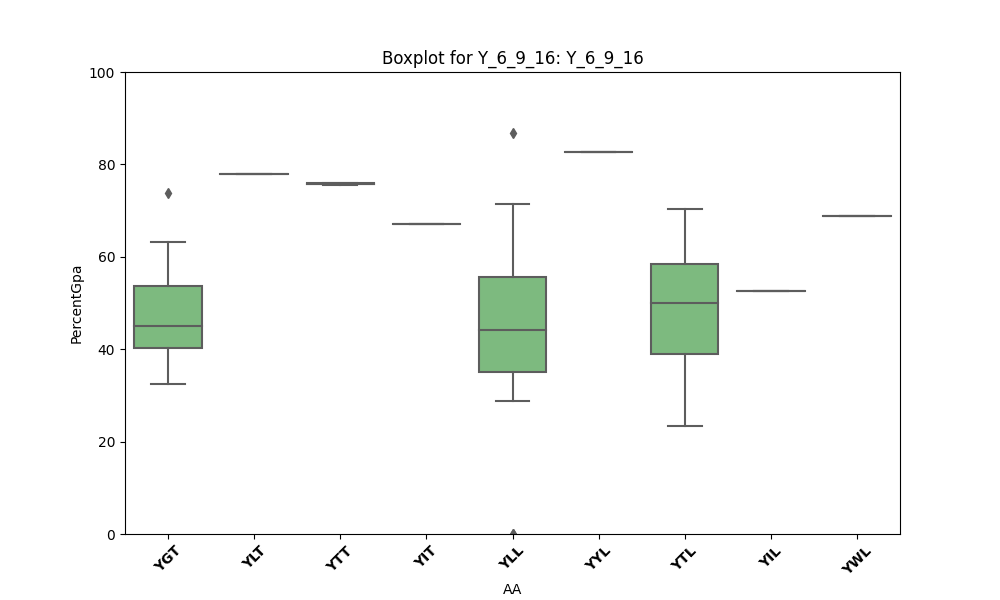 Boxplot for Y_6_9_16: Y_6_9_16
100
80
60
40
20
0
PercentGpa
YGT YLT YTT YIT YLL YYL YTL YIL YWL
AA